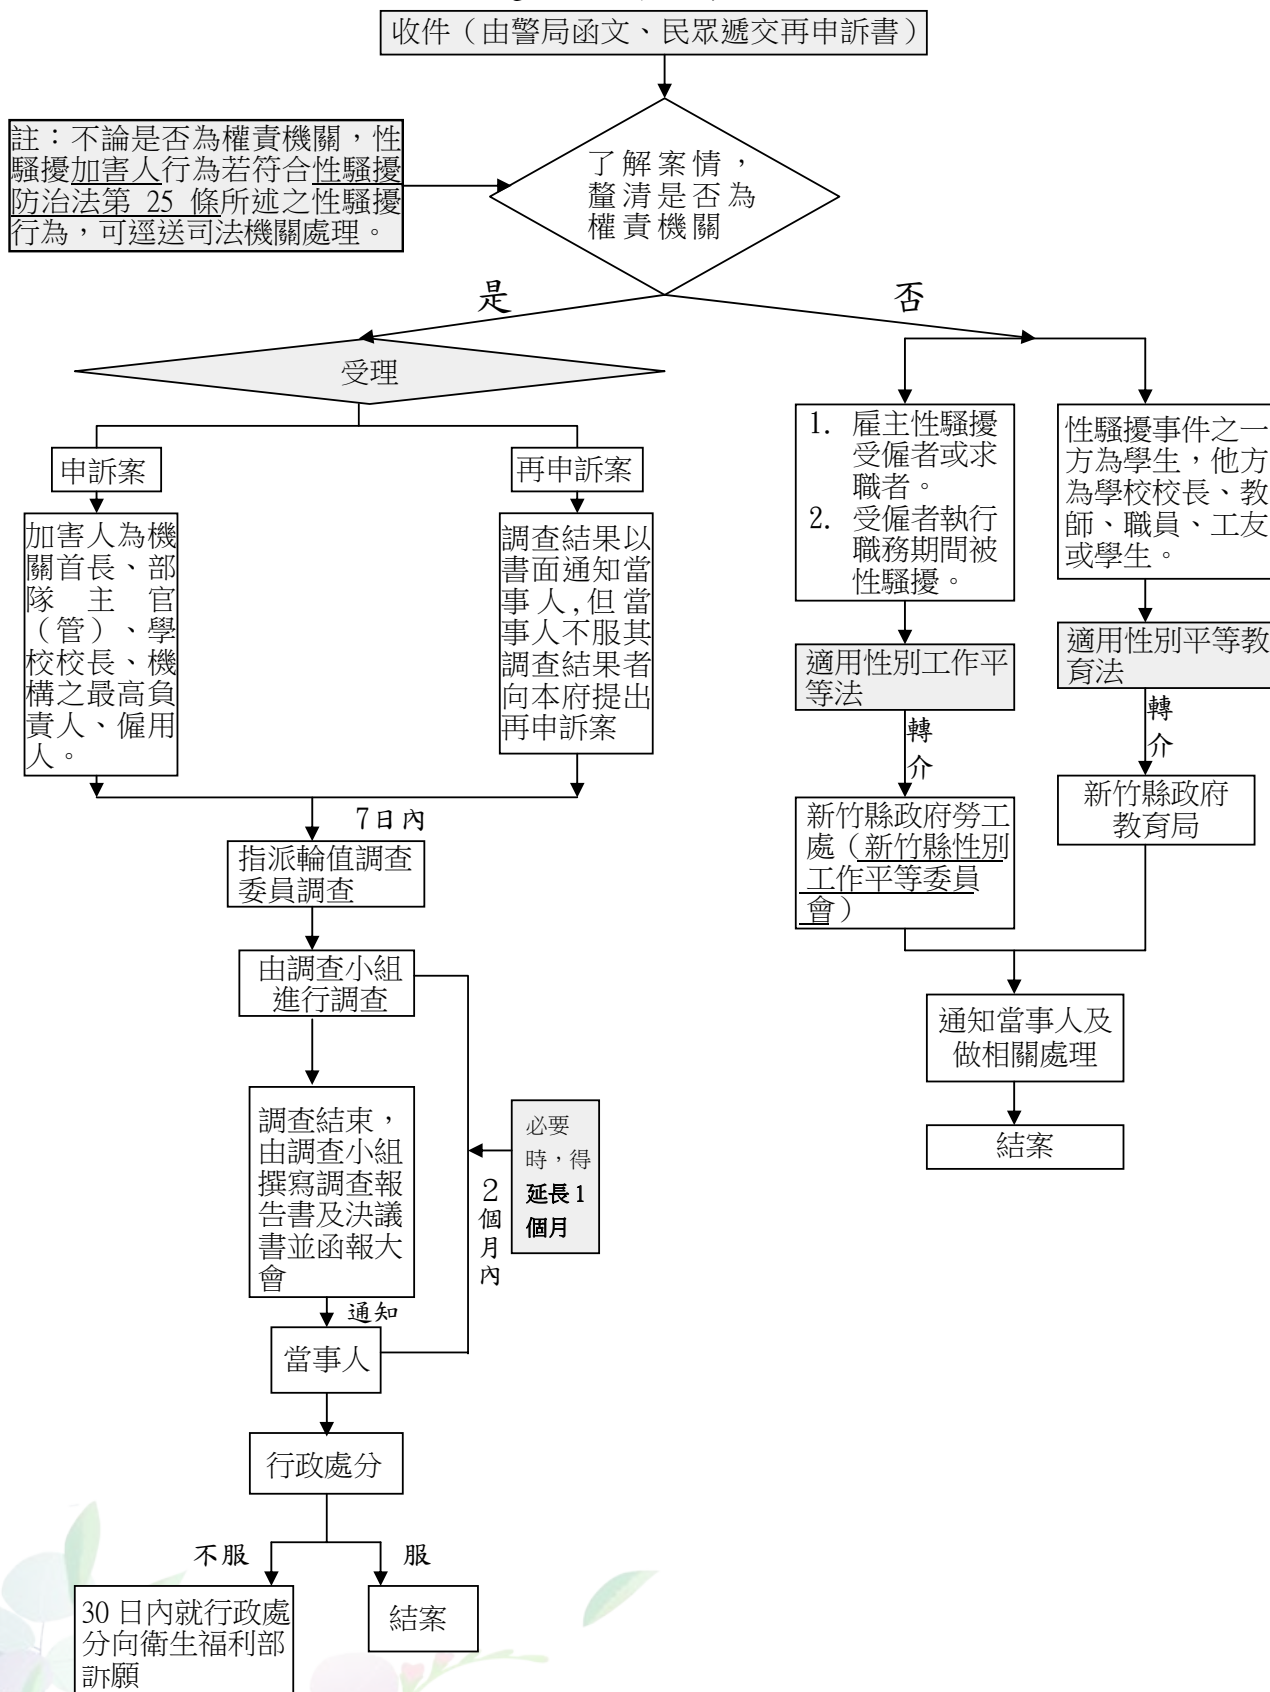 收件（由警局函文、民眾遞交再申訴書）
註：不論是否為權責機關，性
騷擾加害人行為若符合性騷擾
防治法第 25 條所述之性騷擾
行為，可逕送司法機關處理。
了解案情，
釐清是否為
權責機關
是
否
受理
申訴案
再申訴案
加害人為機
關首長、部
隊主官
（管）、學
校校長、機
構之最高負
責人、僱用
人。
調查結果以
書面通知當
事人,但當
事人不服其
調查結果者
向本府提出
再申訴案
1. 雇主性騷擾
受僱者或求
職者。
2. 受僱者執行
職務期間被
性騷擾。
性騷擾事件之一
方為學生，他方
為學校校長、教
師、職員、工友
或學生。
適用性別工作平
等法
適用性別平等教
育法
轉
介
轉
介
新竹縣政府勞工
處（新竹縣性別
工作平等委員
會）
新竹縣政府
教育局
7日內
指派輪值調查
委員調查
由調查小組
進行調查
調查結束，
由調查小組
撰寫調查報
告書及決議
書並函報大
會
2
個
月
內
必要
時，得
延長1
個月
通知
當事人
行政處分
不服
服
30 日內就行政處
分向衛生福利部
訴願
結案
通知當事人及
做相關處理
結案